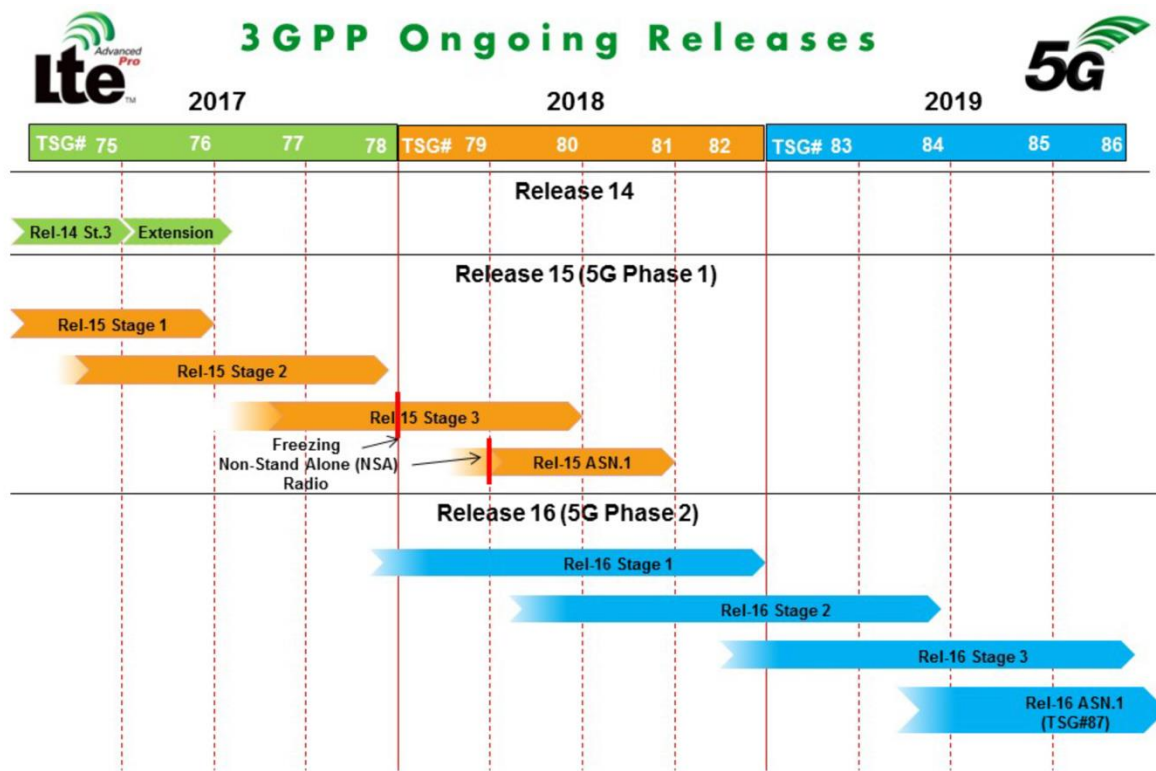 3GPP Ongoing Releases
LTe
Advanced
Pro
TM
5G
2017
2018
2019
TSG# 75 76 77 78 TSG# 79 80 81 82 TSG# 83 84 85 86
Release 14
Rel-14 St.3 Extension
Release 15 (5G Phase 1)
Rel-15 Stage 1
Rel-15 Stage 2
Rel-15 Stage 3
Freezing
Non-Stand Alone (NSA)
Radio
Rel-15 ASN.1
Release 16 (5G Phase 2)
Rel-16 Stage 1
Rel-16 Stage 2
Rel-16 Stage 3
Rel-16 ASN.1
(TSG#87)